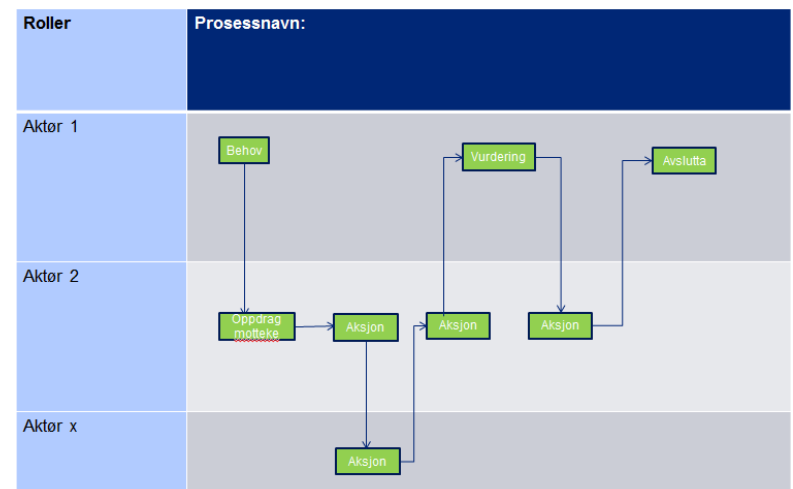 Roller
Prosessnavn:
Aktør 1
Behov
Vurdering
Avslutta
Aktør 2
Oppdrag
motteke
Aksjon
Aksjon
Aksjon
Aktør x
Aksjon